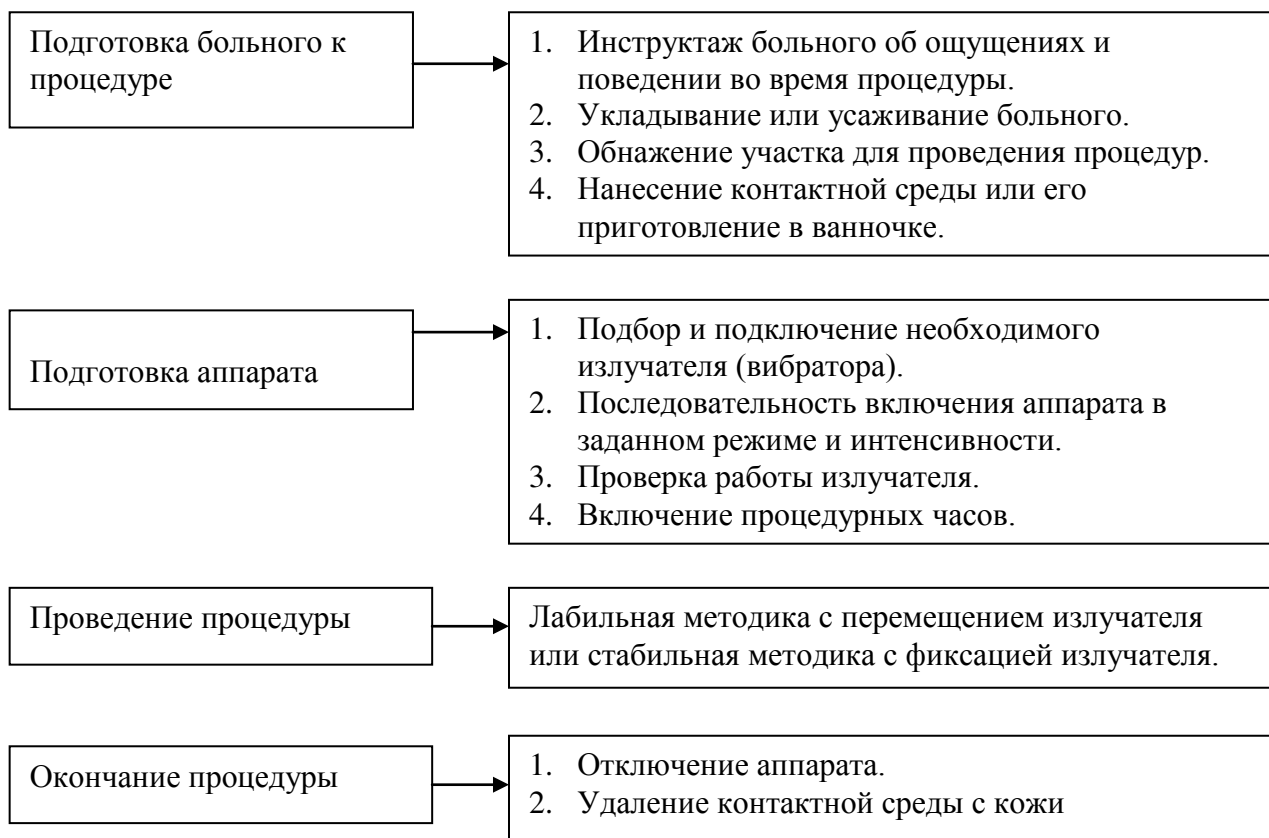 Подготовка больного к
процедуре
1. Инструктаж больного об ощущениях и
поведении во время процедуры.
2. Укладывание или усаживание больного.
3. Обнажение участка для проведения процедур.
4. Нанесение контактной среды или его
приготовление в ванночке.
Подготовка аппарата
1. Подбор и подключение необходимого
излучателя (вибратора).
2. Последовательность включения аппарата в
заданном режиме и интенсивности.
3. Проверка работы излучателя.
4. Включение процедурных часов.
Проведение процедуры
Лабильная методика с перемещением излучателя
или стабильная методика с фиксацией излучателя.
Окончание процедуры
1. Отключение аппарата.
2. Удаление контактной среды с кожи